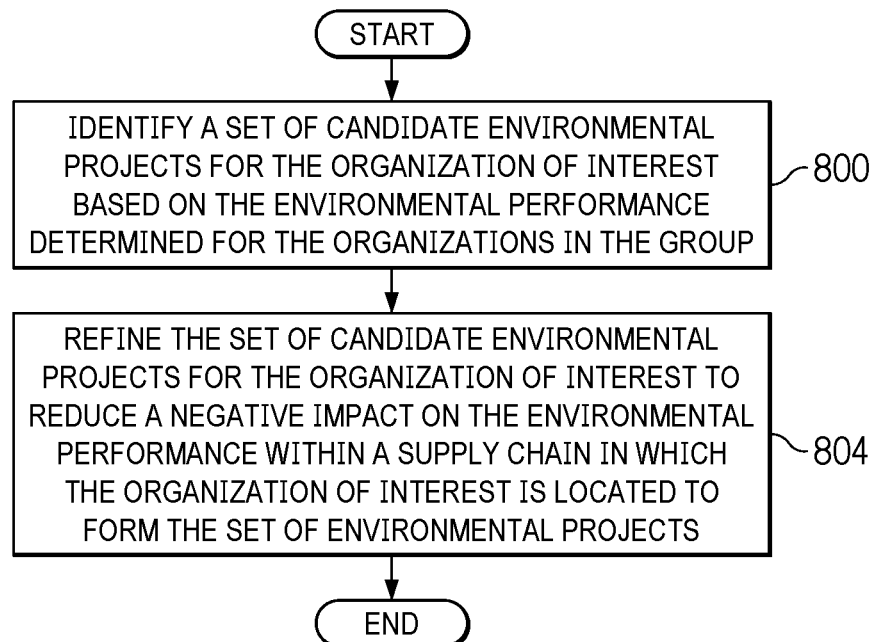 START
IDENTIFY A SET OF CANDIDATE ENVIRONMENTAL
PROJECTS FOR THE ORGANIZATION OF INTEREST
BASED ON THE ENVIRONMENTAL PERFORMANCE
DETERMINED FOR THE ORGANIZATIONS IN THE GROUP
800
REFINE THE SET OF CANDIDATE ENVIRONMENTAL
PROJECTS FOR THE ORGANIZATION OF INTEREST TO
REDUCE A NEGATIVE IMPACT ON THE ENVIRONMENTAL
PERFORMANCE WITHIN A SUPPLY CHAIN IN WHICH
THE ORGANIZATION OF INTEREST IS LOCATED TO
FORM THE SET OF ENVIRONMENTAL PROJECTS
804
END